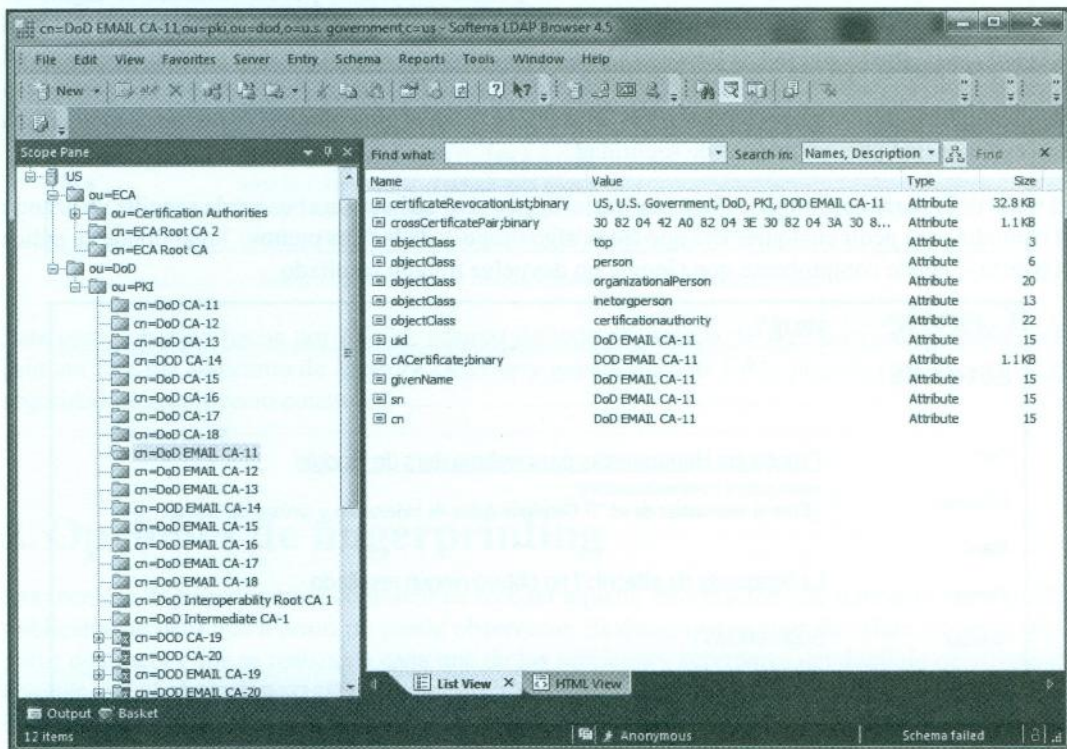 cn=DoD EMAIL CA-11,ou=pki,ou=dod,o=u.s. government,c=us - Softerra LDAP Browser 4.5
File Edit View Favorites Server Entry Schema Reports Tools Window Help
New
Scope Pane
Find what: Search in: Names, Description Find
US
ou=ECA
ou=Certification Authorities
cn=ECA Root CA 2
cn=ECA Root CA
ou=DoD
ou=PKI
cn=DoD CA-11
cn=DoD CA-12
cn=DoD CA-13
cn=DOD CA-14
cn=DoD CA-15
cn=DoD CA-16
cn=DoD CA-17
cn=DoD CA-18
cn=DoD EMAIL CA-11
cn=DoD EMAIL CA-12
cn=DoD EMAIL CA-13
cn=DOD EMAIL CA-14
cn=DoD EMAIL CA-15
cn=DoD EMAIL CA-16
cn=DoD EMAIL CA-17
cn=DoD EMAIL CA-18
cn=DoD Interoperability Root CA 1
cn=DoD Intermediate CA-1
cn=DOD CA-19
cn=DOD CA-20
cn=DOD EMAIL CA-19
cn=DOD EMAIL CA-20
Name Value Type Size
certificateRevocationList;binary US, U.S. Government, DoD, PKI, DOD EMAIL CA-11 Attribute 32.8 KB
crossCertificatePair;binary 30 82 04 42 A0 82 04 3E 30 82 04 3A 30 8... Attribute 1.1 KB
objectClass top Attribute 3
objectClass person Attribute 6
objectClass organizationalPerson Attribute 20
objectClass inetorgperson Attribute 13
objectClass certificationauthority Attribute 22
uid DoD EMAIL CA-11 Attribute 15
cACertificate;binary DOD EMAIL CA-11 Attribute 1.1 KB
givenName DoD EMAIL CA-11 Attribute 15
sn DoD EMAIL CA-11 Attribute 15
cn DoD EMAIL CA-11 Attribute 15
List View HTML View
Output Basket
12 items Anonymous Schema failed